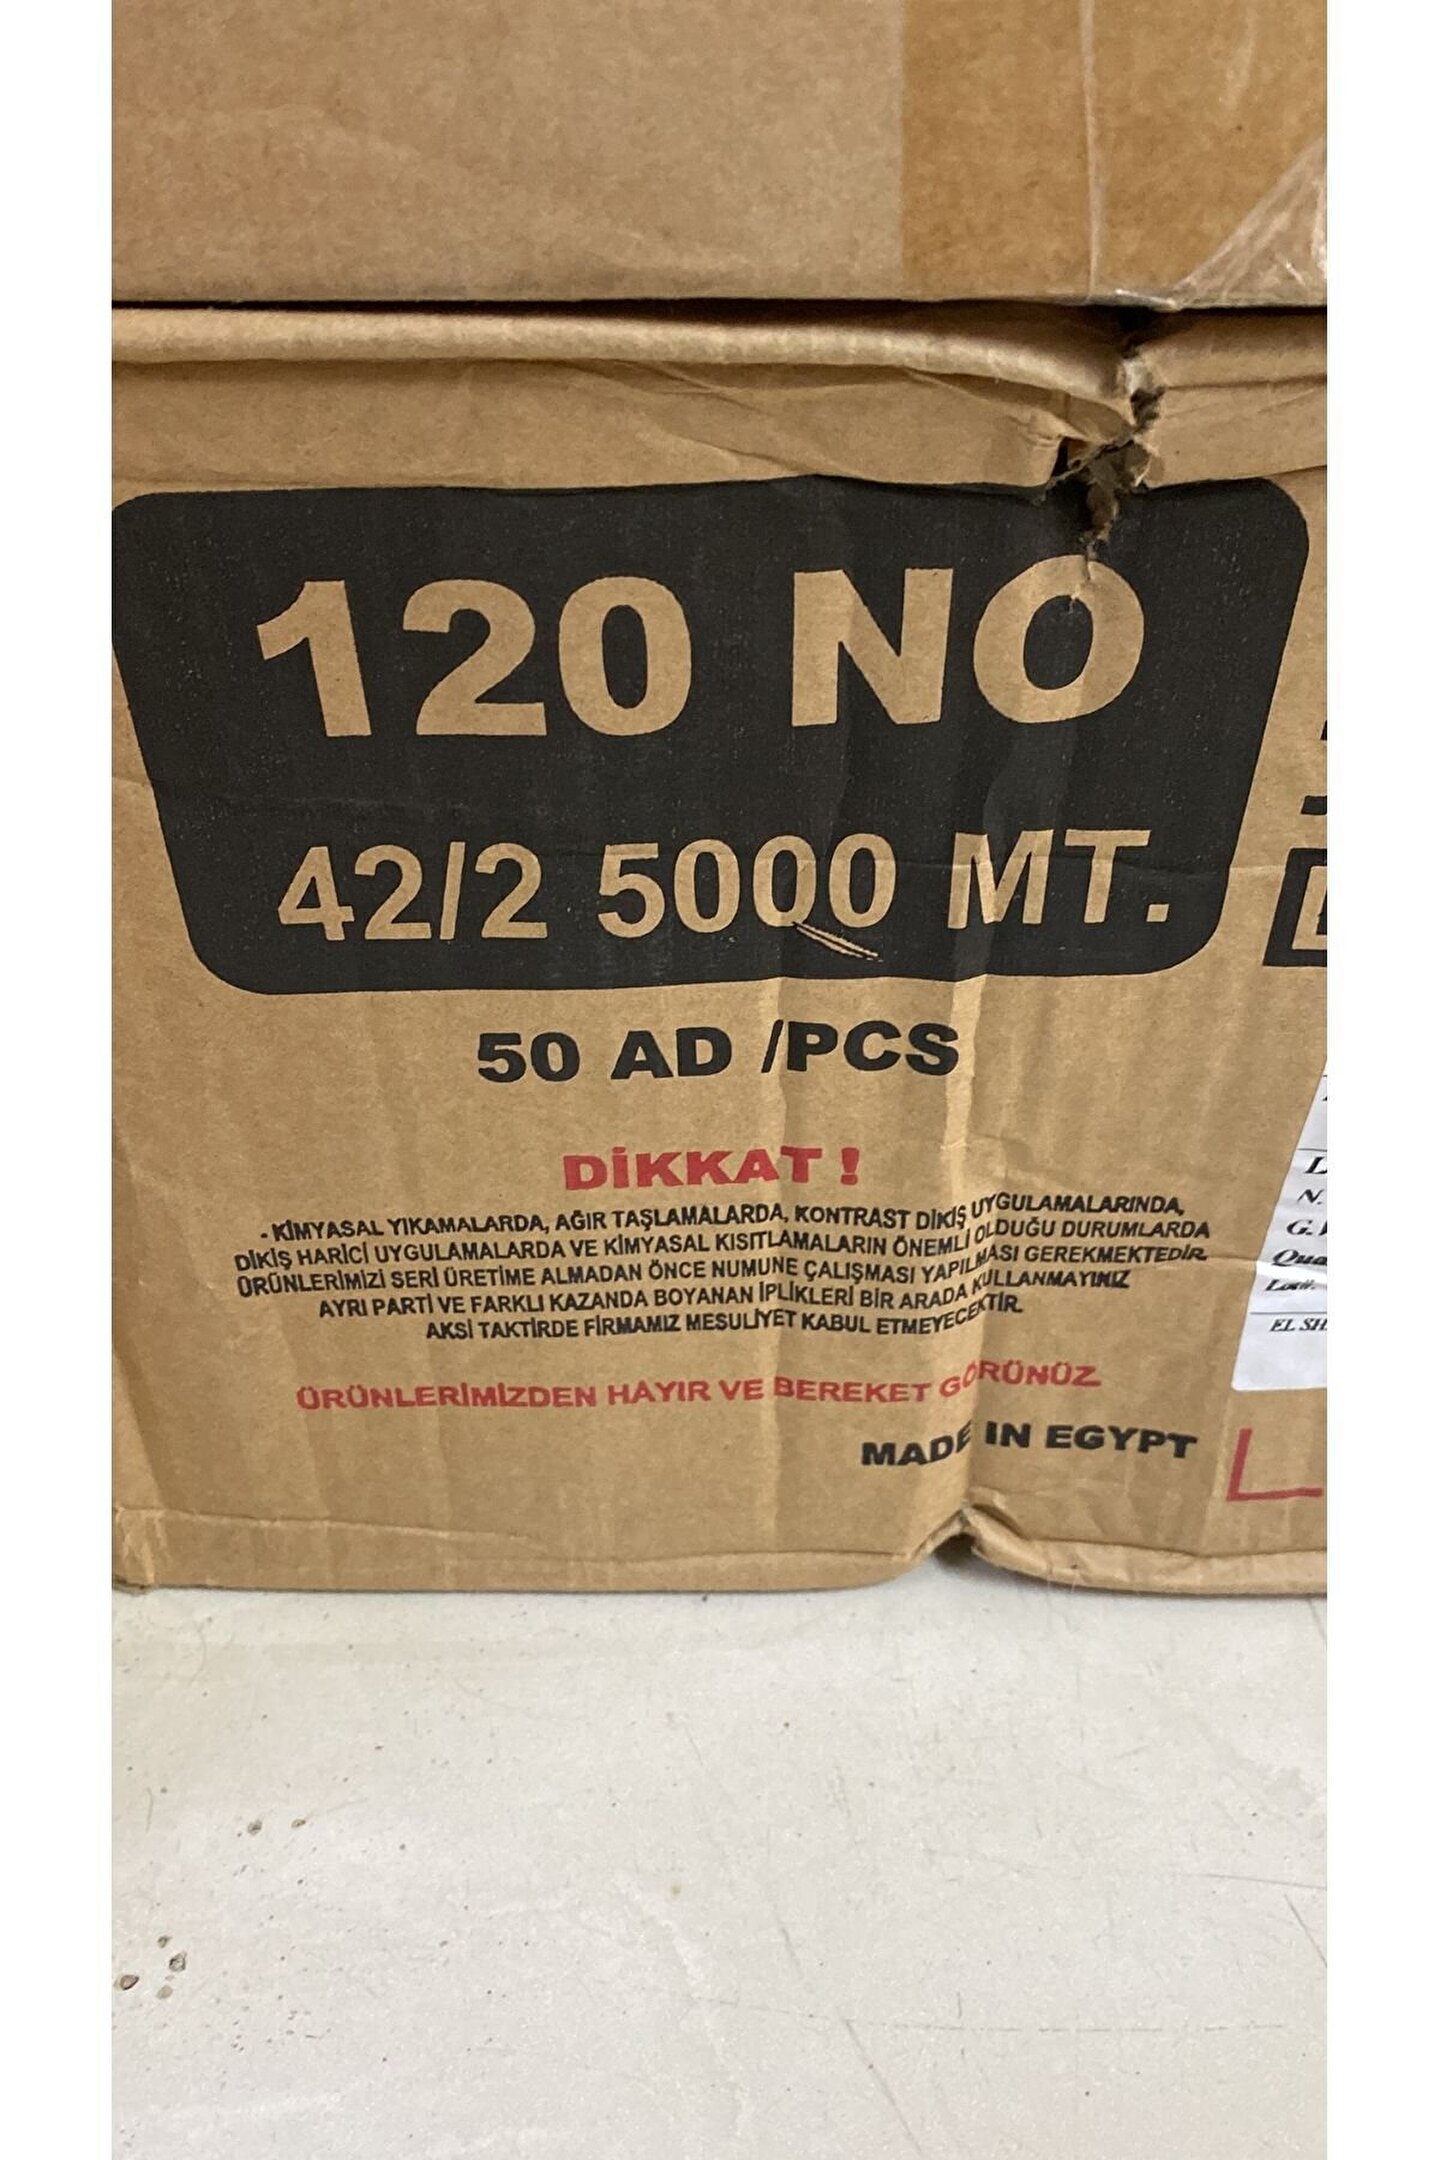 120 NO
42/2 5000 MT.
50 AD /PCS
DİKKAT !
- KİMYASAL YIKAMALARDA, AĞIR TAŞLAMALARDA, KONTRAST DİKİŞ UYGULAMALARINDA,
DİKİŞ HARİCİ UYGULAMALARDA VE KİMYASAL KISITLAMALARIN ÖNEMLİ OLDUĞU DURUMLARDA
ÜRÜNLERİMİZİ SERİ ÜRETİME ALMADAN ÖNCE NUMUNE ÇALIŞMASI YAPILMASI GEREKMEKTEDİR.
AYRI PARTİ VE FARKLI KAZANDA BOYANAN İPLİKLERİ BİR ARADA KULLANMAYINIZ
AKSİ TAKTİRDE FİRMAMIZ MESULİYET KABUL ETMEYECEKTİR.
ÜRÜNLERİMİZDEN HAYIR VE BEREKET GÖRÜNÜZ.
MADE IN EGYPT
N.
EL SH